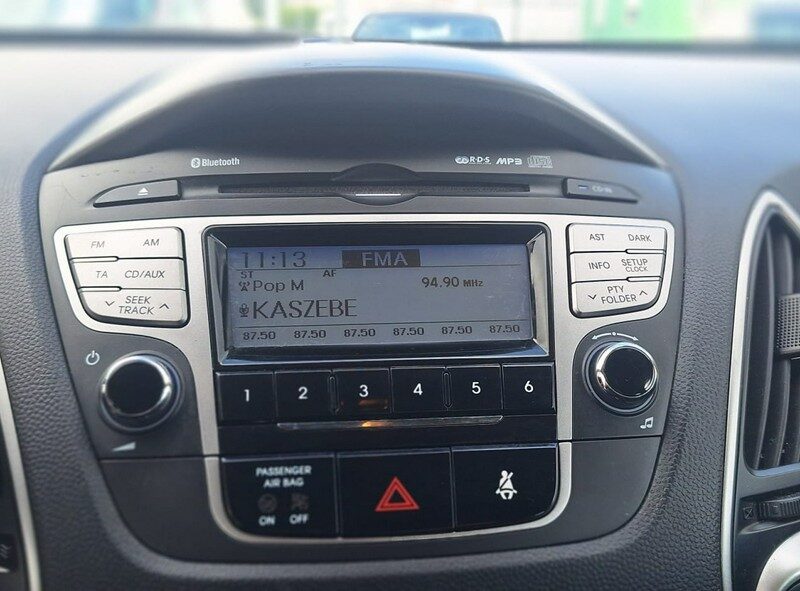 Bluetooth
R·D·S MP3
CD-IN
FM AM
TA CD/AUX
SEEK
TRACK
11:13 FMA
ST AF
Pop M 94.90 MHz
KASZEBE
87.50 87.50 87.50 87.50 87.50 87.50
AST DARK
INFO SETUP
CLOCK
PTY
FOLDER
1 2 3 4 5 6
PASSENGER
AIR BAG
ON OFF